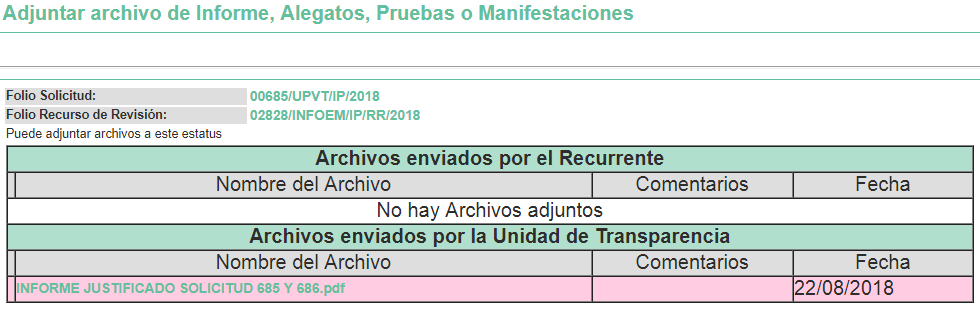 Adjuntar archivo de Informe, Alegatos, Pruebas o Manifestaciones
Folio Solicitud: 00685/UPVT/IP/2018
Folio Recurso de Revisión: 02828/INFOEM/IP/RR/2018
Puede adjuntar archivos a este estatus
Archivos enviados por el Recurrente
Nombre del Archivo Comentarios Fecha
No hay Archivos adjuntos
Archivos enviados por la Unidad de Transparencia
Nombre del Archivo Comentarios Fecha
INFORME JUSTIFICADO SOLICITUD 685 Y 686.pdf 22/08/2018